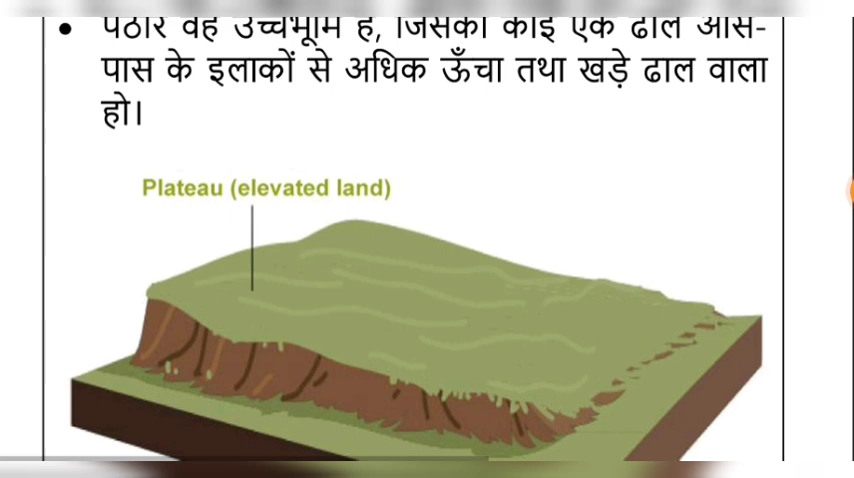 पठार वह उच्चभूमि है, जिसका कोई एक ढाल आस-
पास के इलाकों से अधिक ऊँचा तथा खड़े ढाल वाला
हो।
Plateau (elevated land)